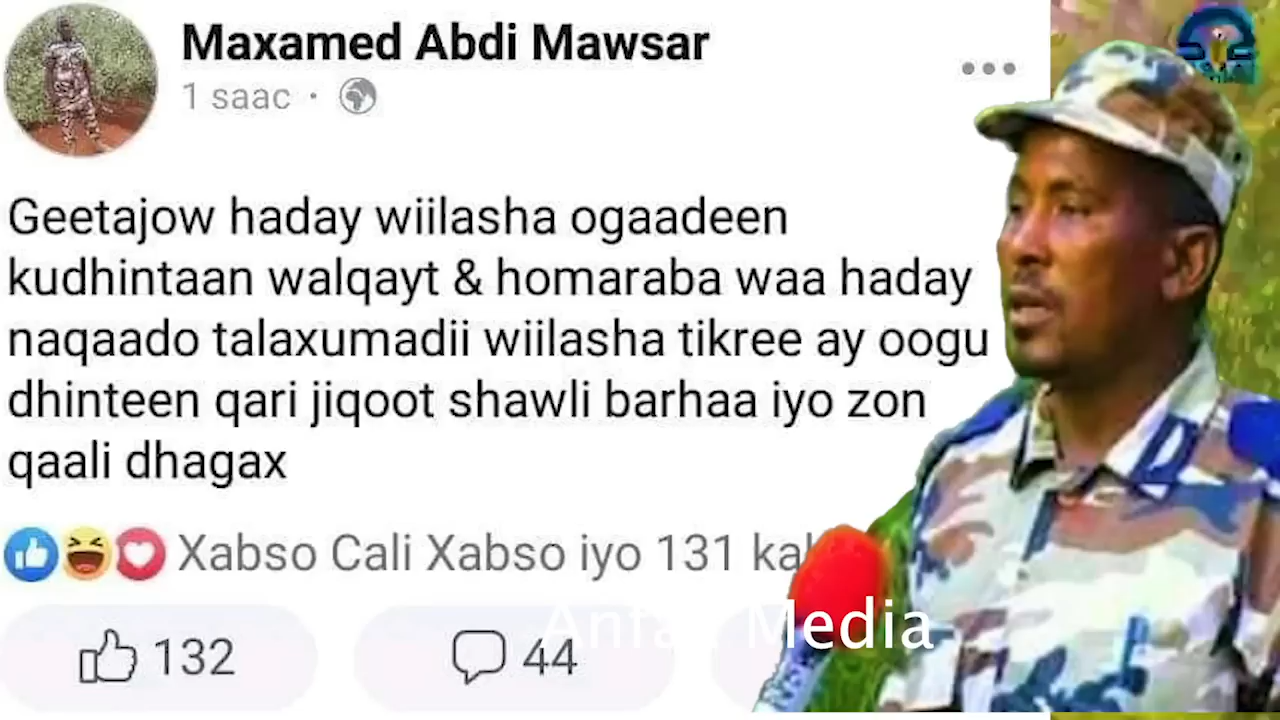 Maxamed Abdi Mawsar
1 saac
Geetajow haday wiilasha ogaadeen
kudhintaan walqayt & homaraba waa haday
naqaado talaxumadii wiilasha tikree ay oogu
dhinteen qari jiqoot shawli barhaa iyo zon
qaali dhagax
Xabso Cali Xabso iyo 131
132
44
Media